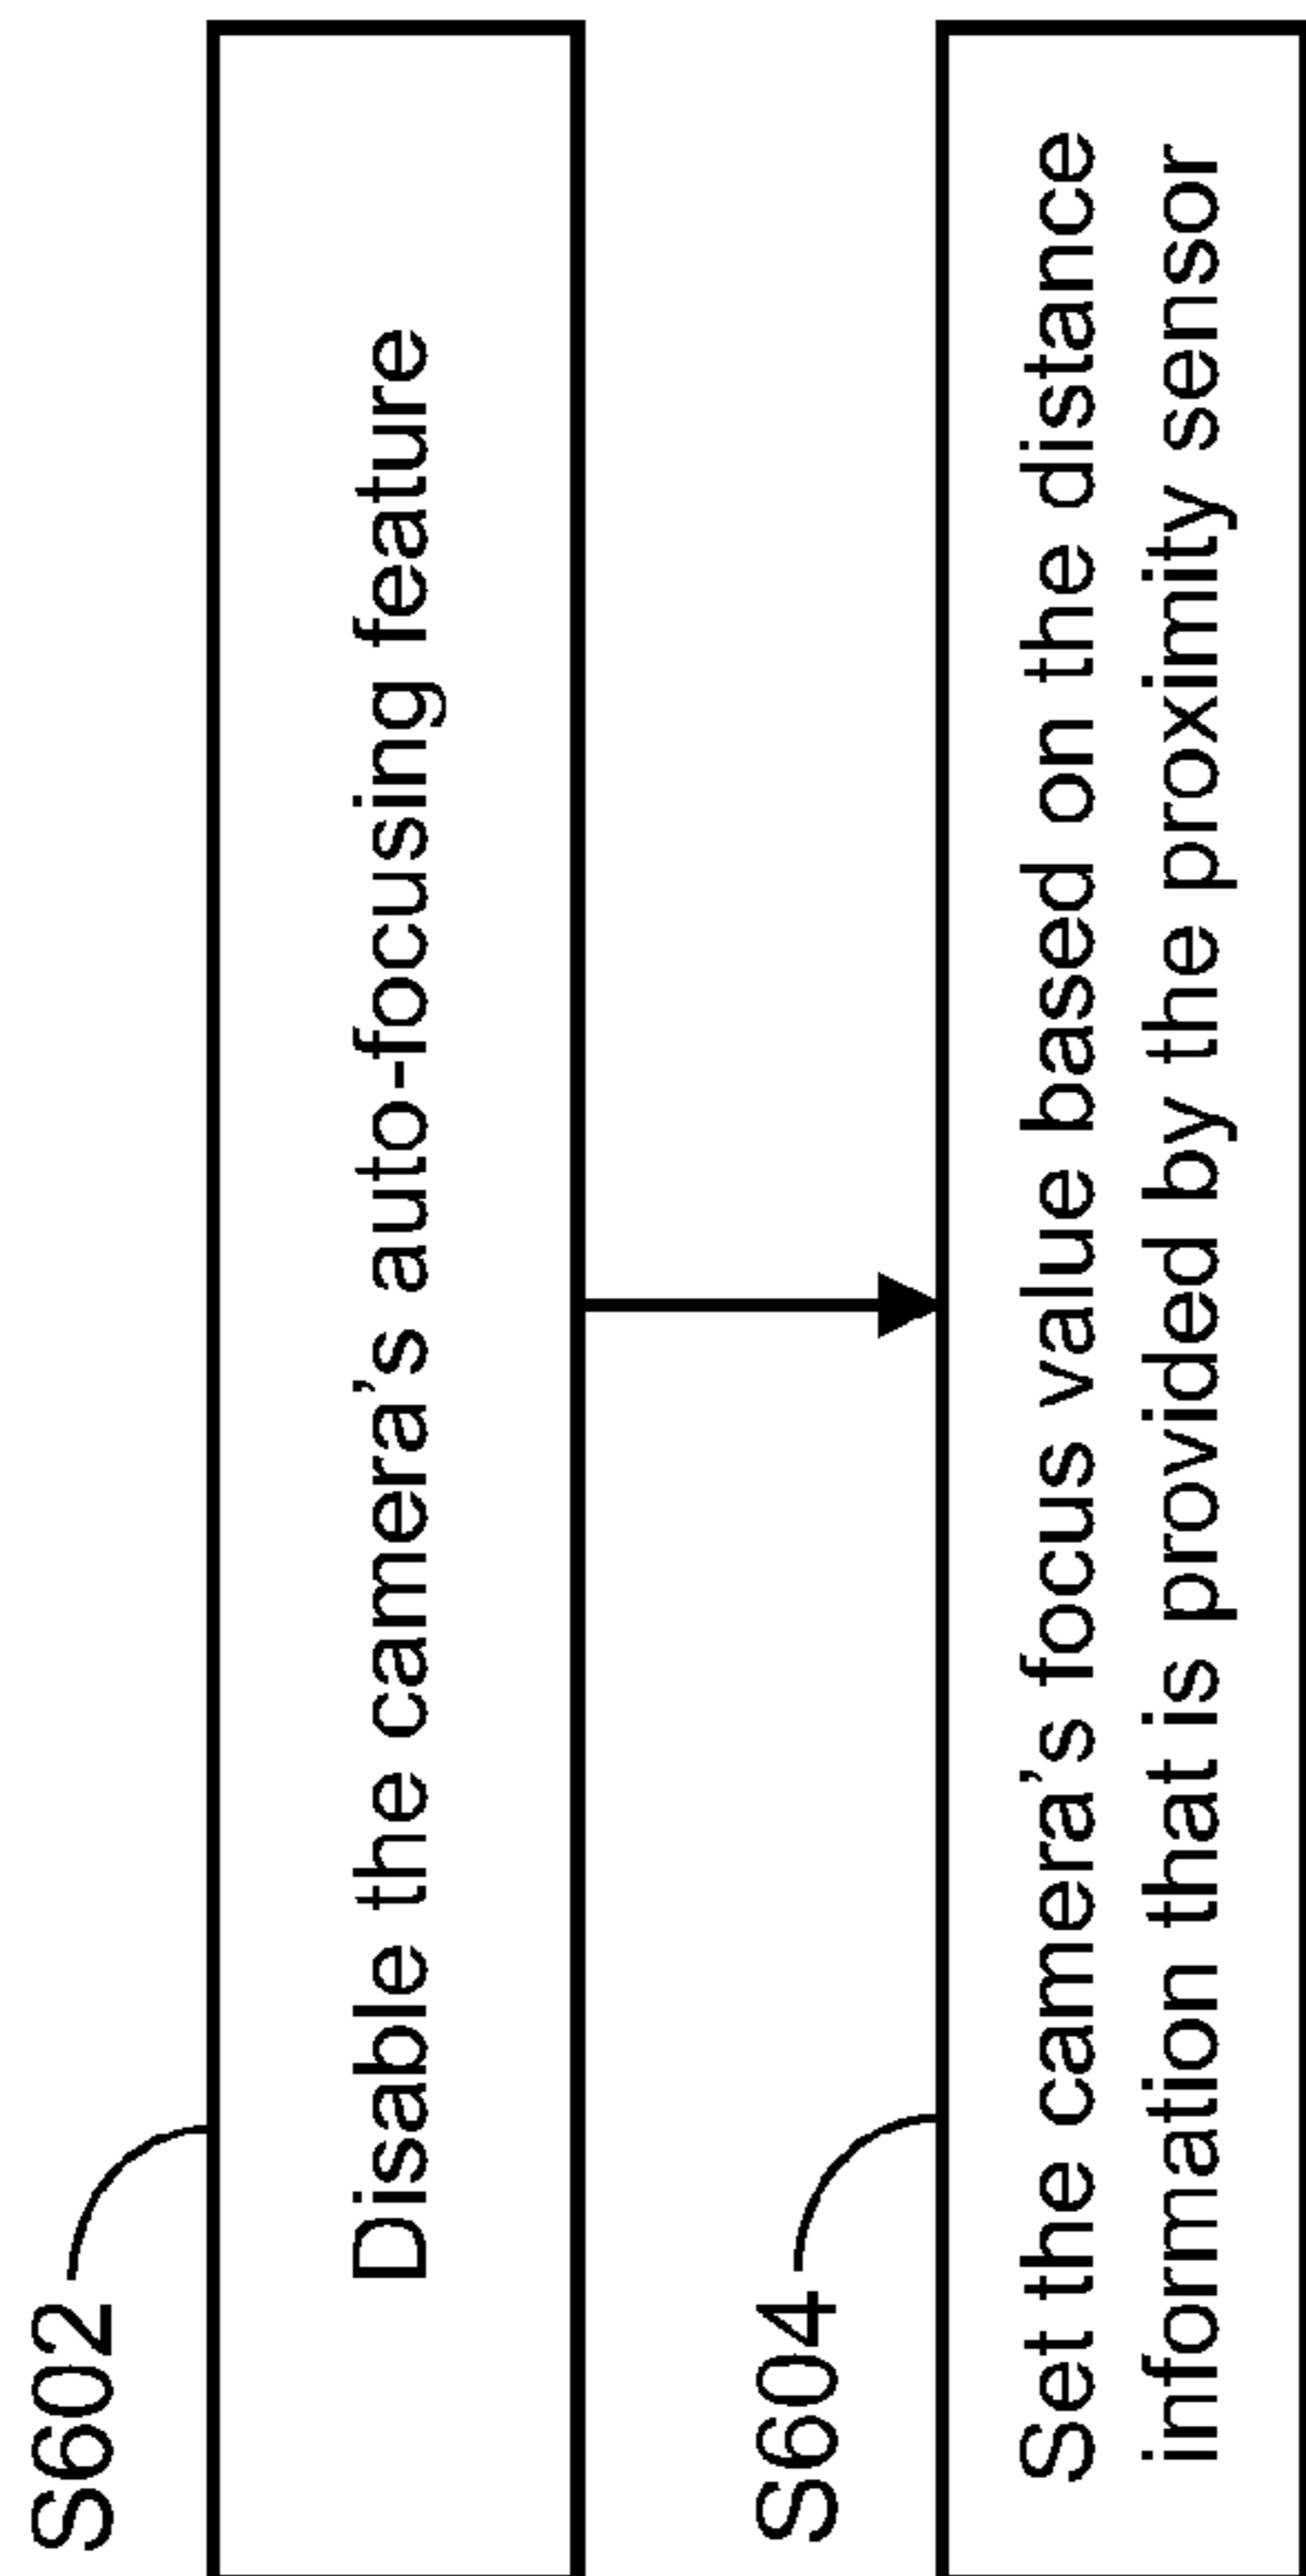 S602
Disable the camera’s auto-focusing feature
S604
Set the camera’s focus value based on the distance
information that is provided by the proximity sensor